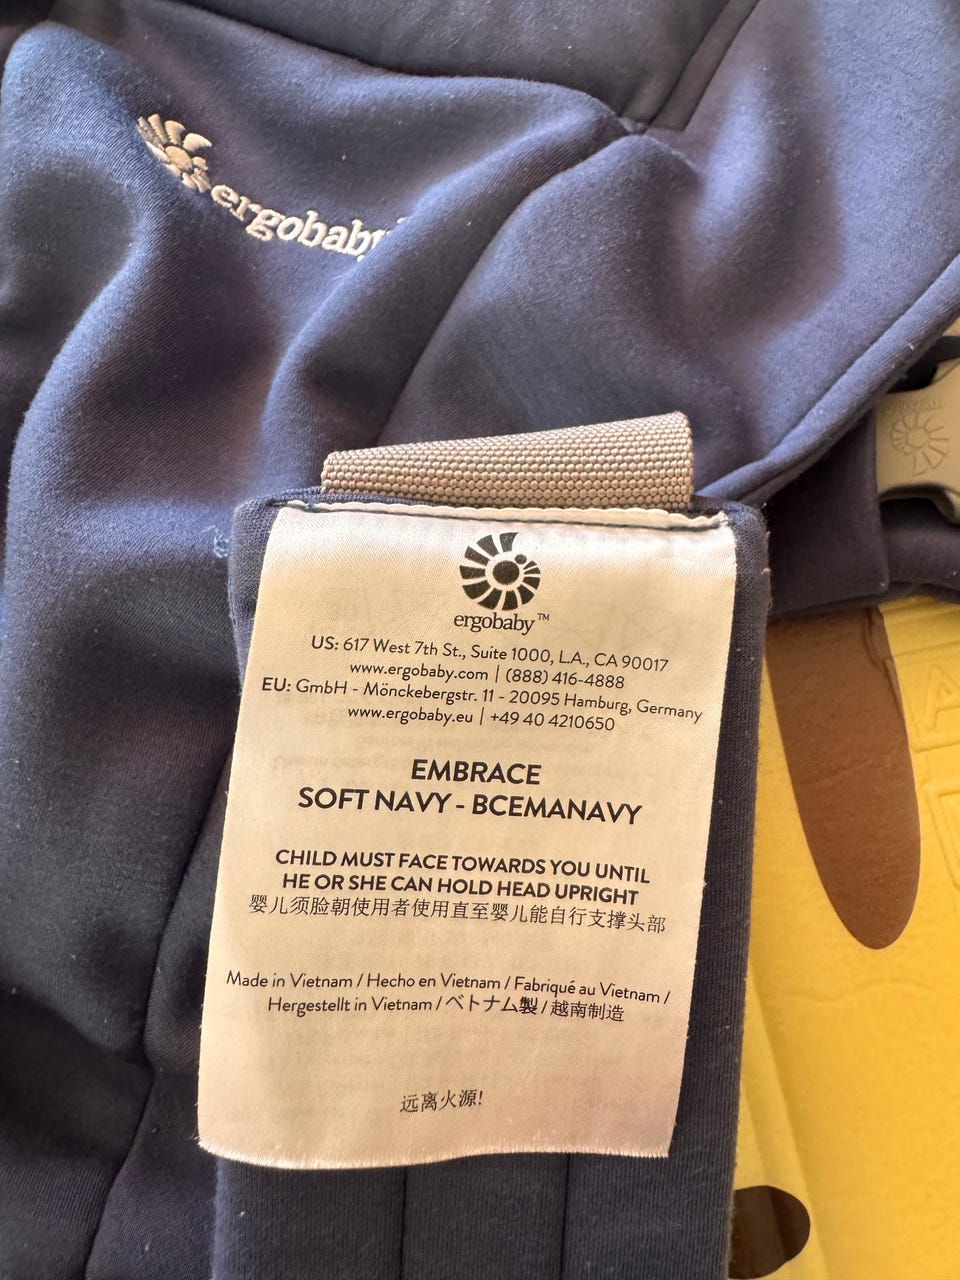 ergobaby
ergobaby™
US: 617 West 7th St., Suite 1000, L.A., CA 90017
www.ergobaby.com | (888) 416-4888
EU: GmbH - Mönckebergstr. 11 - 20095 Hamburg, Germany
www.ergobaby.eu | +49 40 4210650
EMBRACE
SOFT NAVY - BCEMANAVY
CHILD MUST FACE TOWARDS YOU UNTIL
HE OR SHE CAN HOLD HEAD UPRIGHT
婴儿须脸朝使用者使用直至婴儿能自行支撑头部
Made in Vietnam / Hecho en Vietnam / Fabriqué au Vietnam /
Hergestellt in Vietnam / ベトナム製 / 越南制造
远离火源!